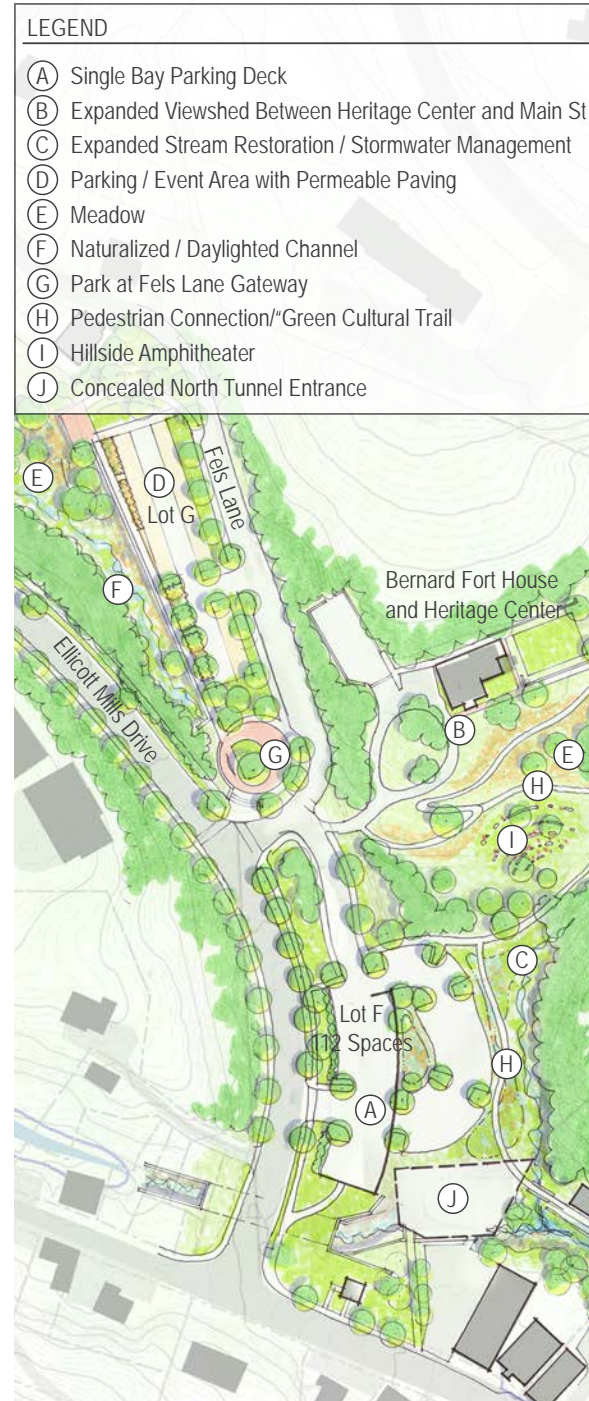 LEGEND
A Single Bay Parking Deck
B Expanded Viewshed Between Heritage Center and Main St
C Expanded Stream Restoration / Stormwater Management
D Parking / Event Area with Permeable Paving
E Meadow
F Naturalized / Daylighted Channel
G Park at Fels Lane Gateway
H Pedestrian Connection/“Green Cultural Trail
I Hillside Amphitheater
J Concealed North Tunnel Entrance
E
D
Lot G
Fels Lane
F
Bernard Fort House
and Heritage Center
Ellicott Mills Drive
B
G
E
H
I
C
Lot F
112 Spaces
H
A
J